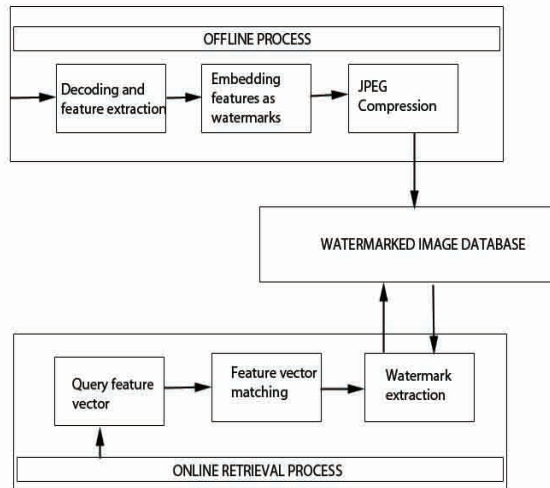 OFFLINE PROCESS
Decoding and
feature extraction
Embedding
features as
watermarks
JPEG
Compression
WATERMARKED IMAGE DATABASE
Query feature
vector
Feature vector
matching
Watermark
extraction
ONLINE RETRIEVAL PROCESS